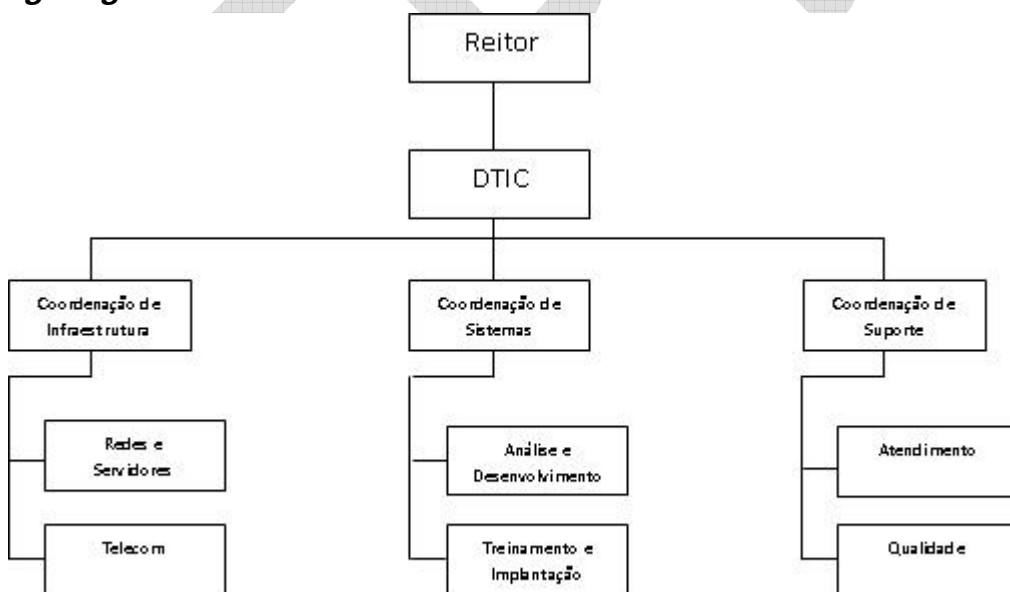 Reitor
DTIC
Coordenação de
Infraestrutura
Coordenação de
Sistemas
Coordenação de
Suporte
Redes e
Servidores
Análise e
Desenvolvimento
Atendimento
Telecom
Treinamento e
Implantação
Qualidade